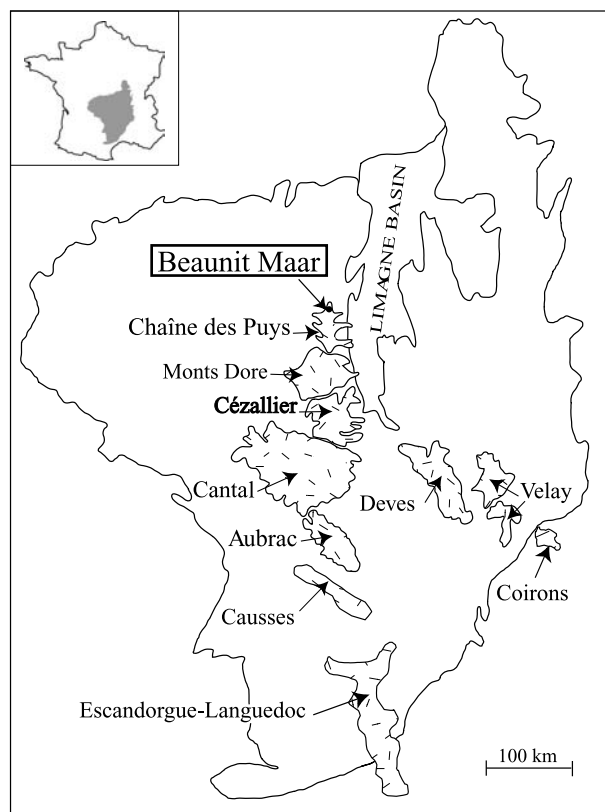 LIMAGNE BASIN
Beaunit Maar
Chaîne des Puys
Monts Dore
Cézallier
Cantal
Deves
Velay
Aubrac
Coirons
Causses
Escandorgue-Languedoc
100 km